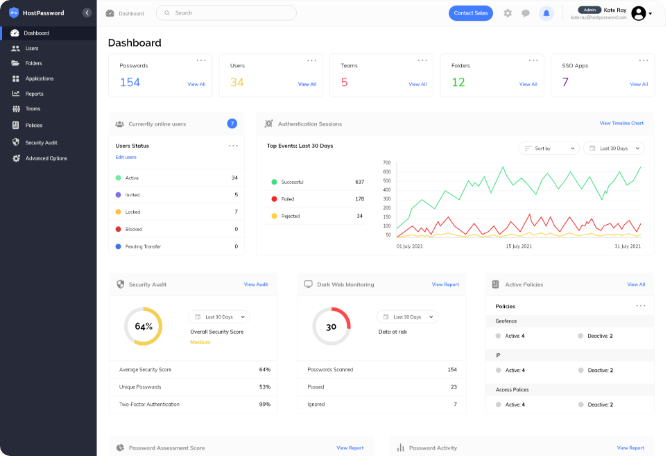 HostPassword
Dashboard
Search
Contact Sales
Admin Kate Ray
kate.ray@hostpassword.com
Dashboard
Users
Folders
Applications
Reports
Teams
Policies
Security Audit
Advanced Options
Dashboard
Passwords
154 View All
Users
34 View All
Teams
5 View All
Folders
12 View All
SSO Apps
7 View All
Currently online users 7
Users Status
Edit users
Active 34
Invited 5
Locked 7
Blocked 0
Pending Transfer 0
Authentication Sessions View Timeline Chart
Top Events: Last 30 Days
Sort by Last 30 Days
Successful 637
Failed 178
Rejected 34
700
600
500
400
300
250
200
150
100
50
01 July 2021 15 July 2021 31 July 2021
Security Audit View Audit
64%
Last 30 Days
Overall Security Score
Medium
Average Security Score 64%
Unique Passwords 53%
Two-Factor Authentication 99%
Dark Web Monitoring View Report
30
Last 30 Days
Data at risk
Passwords Scanned 154
Passed 23
Ignored 7
Active Policies View All
Policies
Geofence
Active: 4 Deactive: 2
IP
Active: 4 Deactive: 2
Access Polices
Active: 4 Deactive: 2
Password Assessment Score View Report
Password Activity View Report